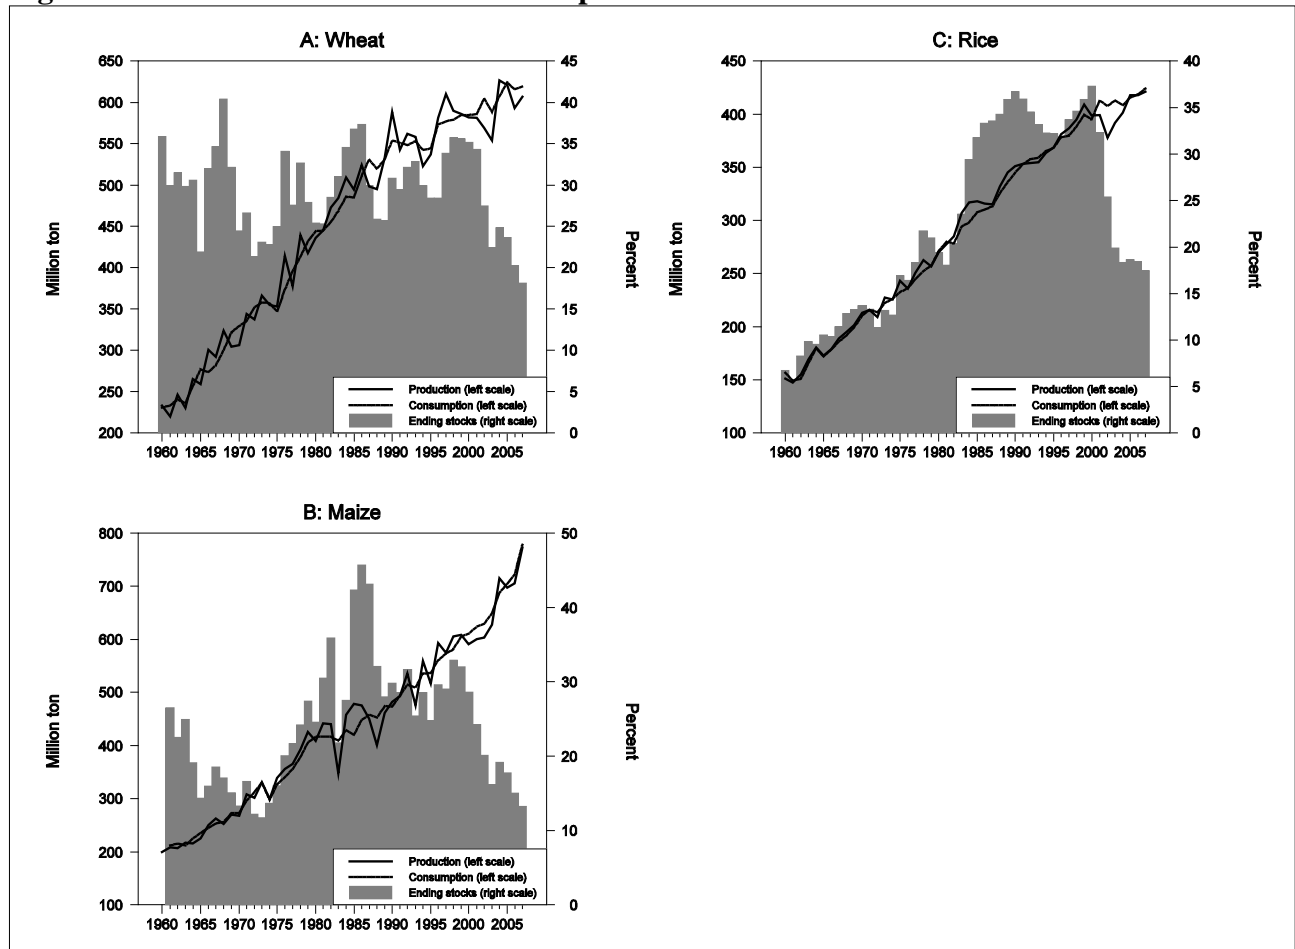 A: Wheat
650
600
550
500
450
400
350
300
250
200
45
40
35
30
25
20
15
10
5
0
Million ton
Percent
Production (left scale)
Consumption (left scale)
Ending stocks (right scale)
1960 1965 1970 1975 1980 1985 1990 1995 2000 2005
C: Rice
450
400
350
300
250
200
150
100
40
35
30
25
20
15
10
5
0
Million ton
Percent
Production (left scale)
Consumption (left scale)
Ending stocks (right scale)
1960 1965 1970 1975 1980 1985 1990 1995 2000 2005
B: Maize
800
700
600
500
400
300
200
100
50
40
30
20
10
0
Million ton
Percent
Production (left scale)
Consumption (left scale)
Ending stocks (right scale)
1960 1965 1970 1975 1980 1985 1990 1995 2000 2005